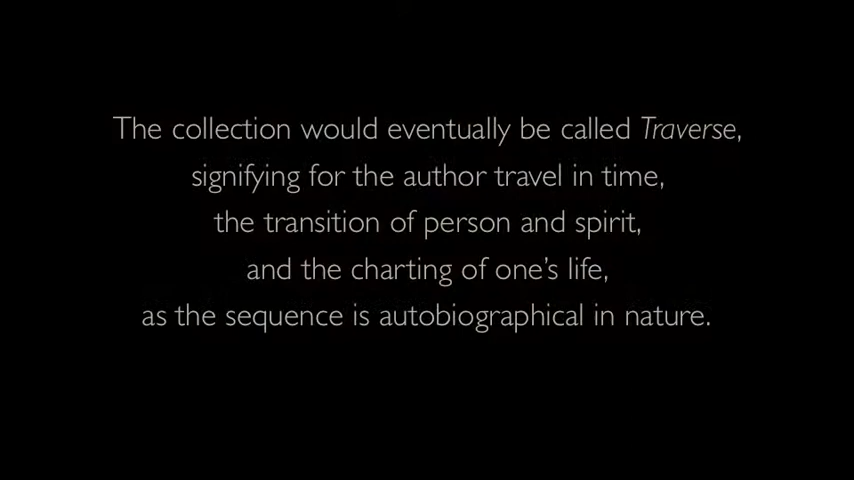 The collection would eventually be called Traverse,
signifying for the author travel in time,
the transition of person and spirit,
and the charting of one’s life,
as the sequence is autobiographical in nature.